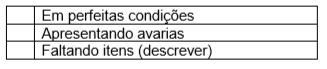 Em perfeitas condições
Apresentando avarias
Faltando itens (descrever)